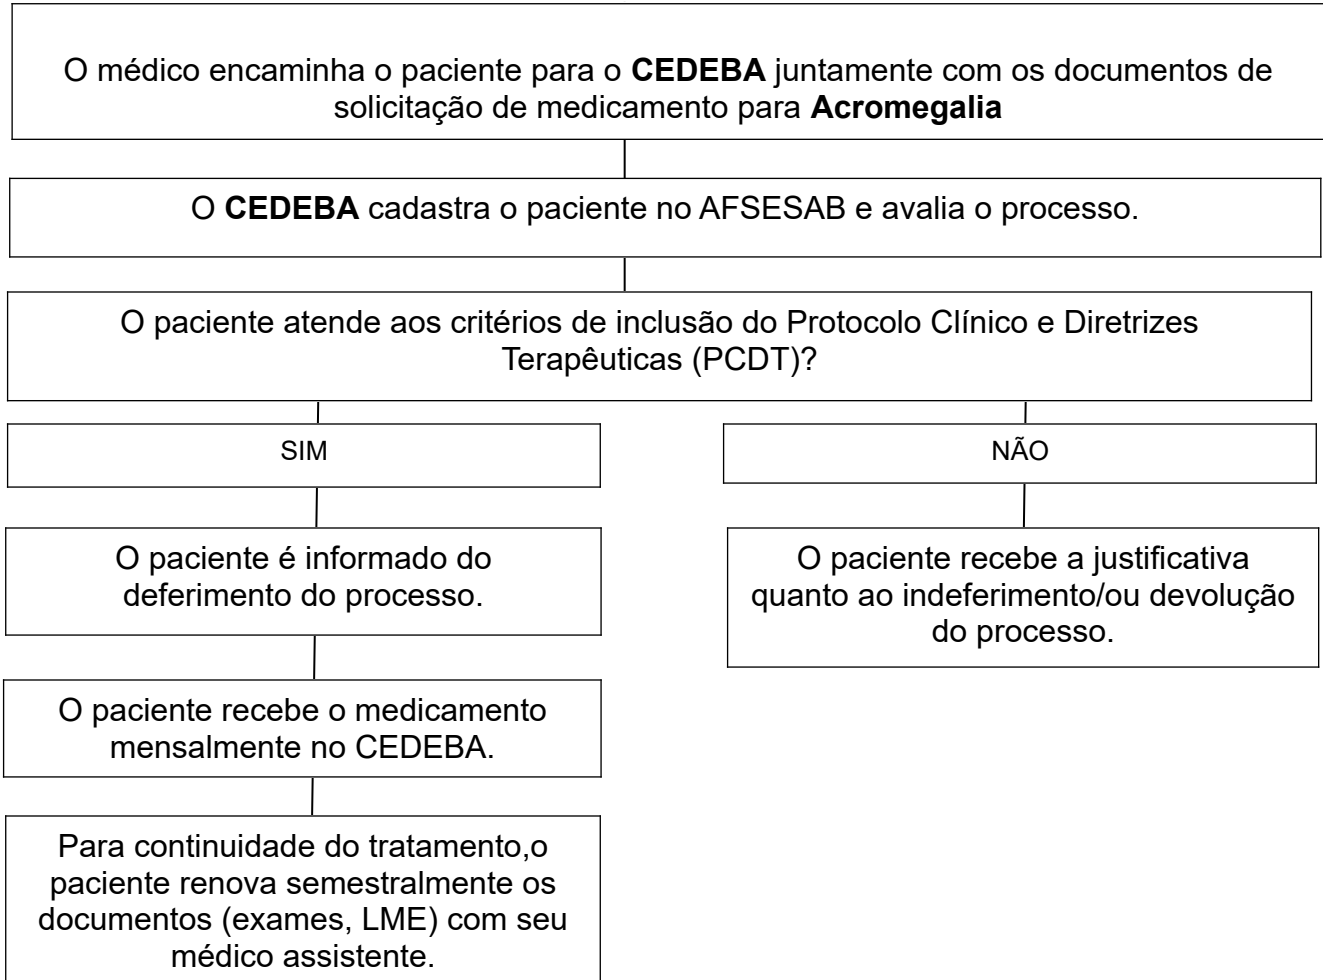 O médico encaminha o paciente para o CEDEBA juntamente com os documentos de
solicitação de medicamento para Acromegalia
O CEDEBA cadastra o paciente no AFSESAB e avalia o processo.
O paciente atende aos critérios de inclusão do Protocolo Clínico e Diretrizes
Terapêuticas (PCDT)?
SIM
NÃO
O paciente é informado do
deferimento do processo.
O paciente recebe a justificativa
quanto ao indeferimento/ou devolução
do processo.
O paciente recebe o medicamento
mensalmente no CEDEBA.
Para continuidade do tratamento,o
paciente renova semestralmente os
documentos (exames, LME) com seu
médico assistente.